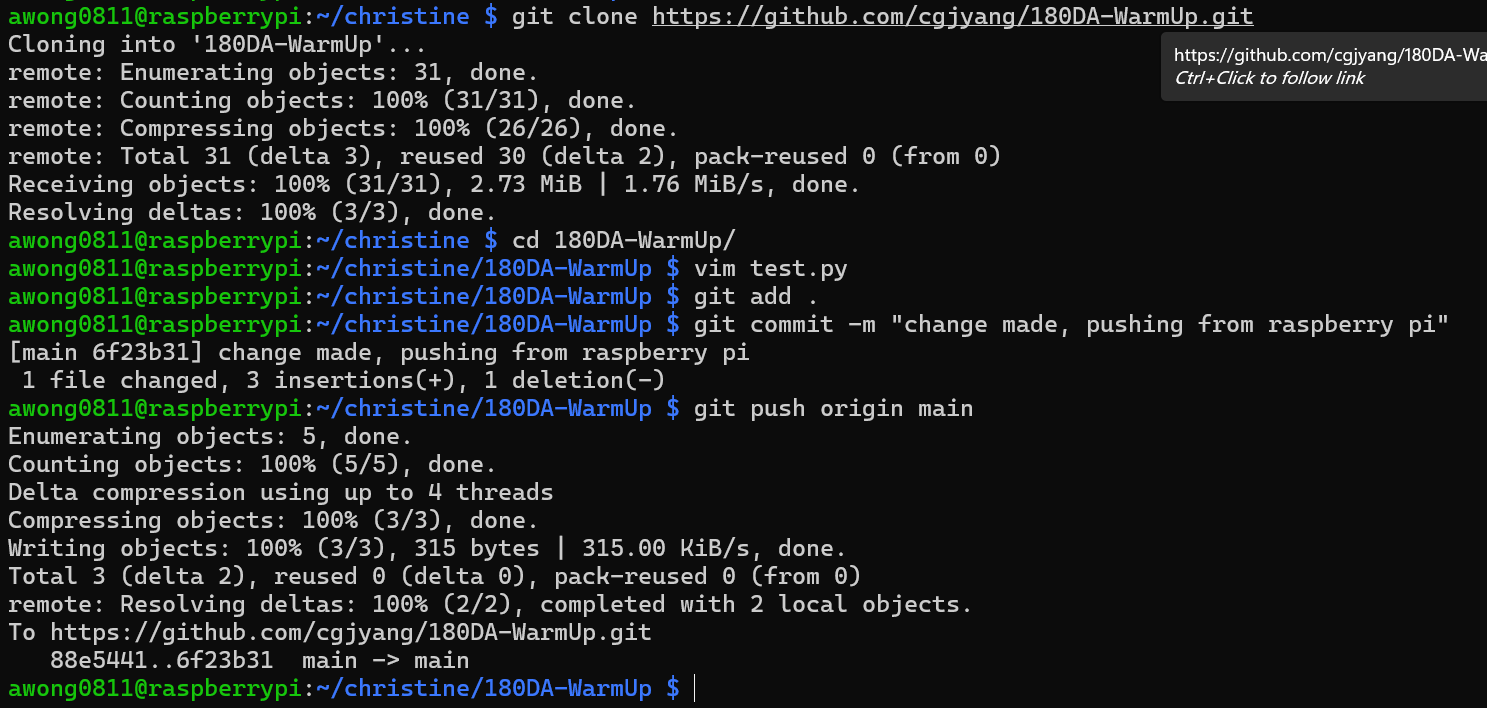 awong0811@raspberrypi:~/christine $ git clone https://github.com/cgjyang/180DA-WarmUp.git
Cloning into '180DA-WarmUp'...
https://github.com/cgjyang/180DA-Wa
remote: Enumerating objects: 31, done.
Ctrl+Click to follow link
remote: Counting objects: 100% (31/31), done.
remote: Compressing objects: 100% (26/26), done.
remote: Total 31 (delta 3), reused 30 (delta 2), pack-reused 0 (from 0)
Receiving objects: 100% (31/31), 2.73 MiB | 1.76 MiB/s, done.
Resolving deltas: 100% (3/3), done.
awong0811@raspberrypi:~/christine $ cd 180DA-WarmUp/
awong0811@raspberrypi:~/christine/180DA-WarmUp $ vim test.py
awong0811@raspberrypi:~/christine/180DA-WarmUp $ git add .
awong0811@raspberrypi:~/christine/180DA-WarmUp $ git commit -m "change made, pushing from raspberry pi"
[main 6f23b31] change made, pushing from raspberry pi
 1 file changed, 3 insertions(+), 1 deletion(-)
awong0811@raspberrypi:~/christine/180DA-WarmUp $ git push origin main
Enumerating objects: 5, done.
Counting objects: 100% (5/5), done.
Delta compression using up to 4 threads
Compressing objects: 100% (3/3), done.
Writing objects: 100% (3/3), 315 bytes | 315.00 KiB/s, done.
Total 3 (delta 2), reused 0 (delta 0), pack-reused 0 (from 0)
remote: Resolving deltas: 100% (2/2), completed with 2 local objects.
To https://github.com/cgjyang/180DA-WarmUp.git
   88e5441..6f23b31  main -> main
awong0811@raspberrypi:~/christine/180DA-WarmUp $